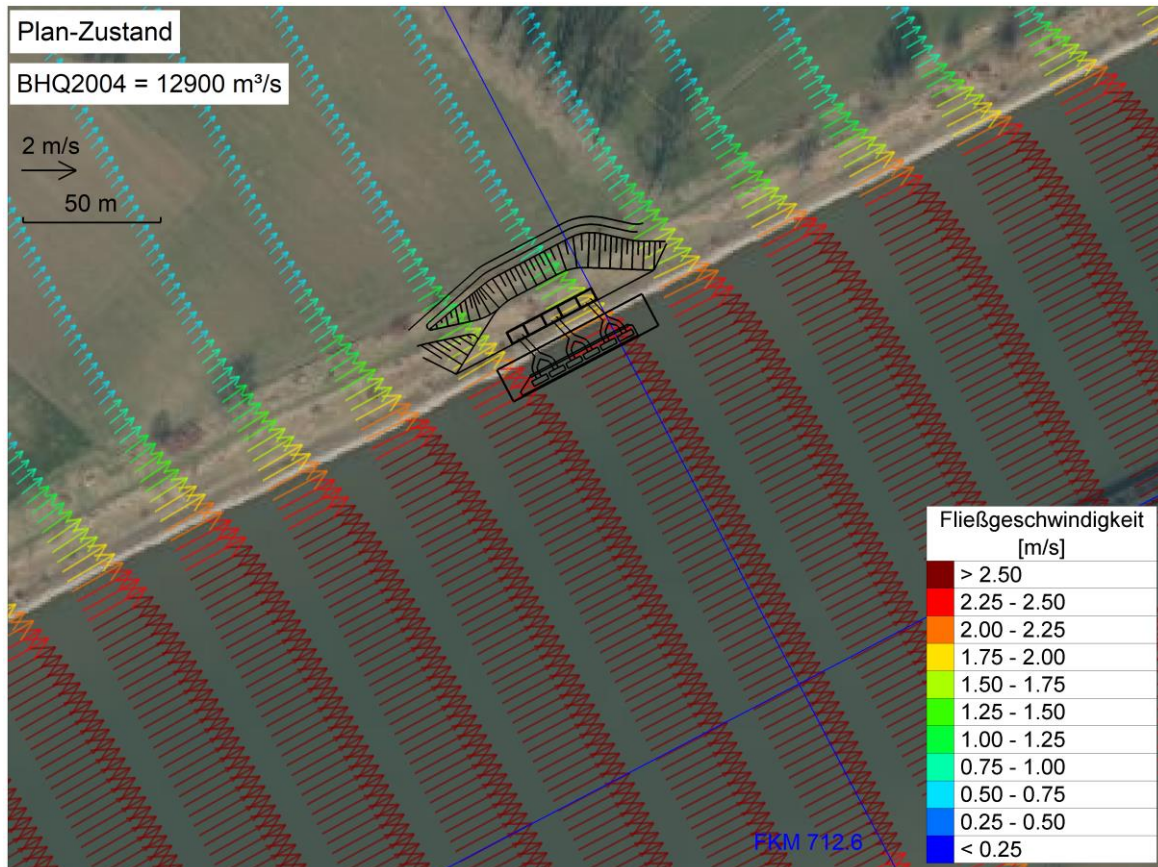 Plan-Zustand
BHQ2004 = 12900 m³/s
2 m/s
50 m
Fließgeschwindigkeit
[m/s]
> 2.50
2.25 - 2.50
2.00 - 2.25
1.75 - 2.00
1.50 - 1.75
1.25 - 1.50
1.00 - 1.25
0.75 - 1.00
0.50 - 0.75
0.25 - 0.50
< 0.25
FKM 712.6